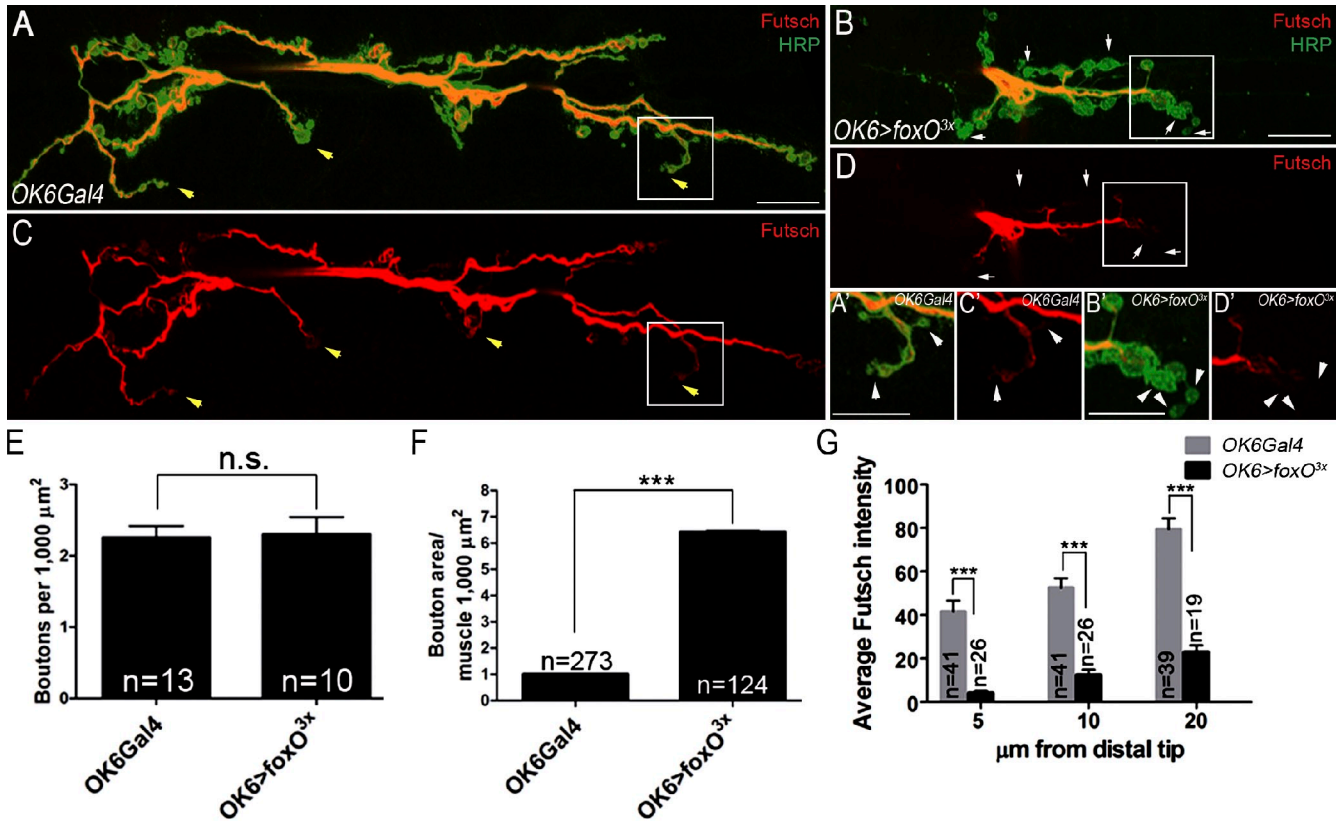 A
Futsch
HRP
OK6Gal4
B
Futsch
HRP
OK6>foxO3x
C
Futsch
D
Futsch
A'
OK6Gal4
C'
OK6Gal4
B'
OK6>foxO3x
D'
OK6>foxO3x
E
n.s.
Boutons per 1,000 μm2
3
2
1
0
n=13
n=10
OK6Gal4
OK6>foxO3x
F
***
Bouton area/
muscle 1,000 μm2
8
7
6
5
4
3
2
1
0
n=273
n=124
OK6Gal4
OK6>foxO3x
G
OK6Gal4
OK6>foxO3x
Average Futsch intensity
100
80
60
40
20
0
***
***
***
n=41
n=26
n=41
n=26
n=39
n=19
5
10
20
μm from distal tip